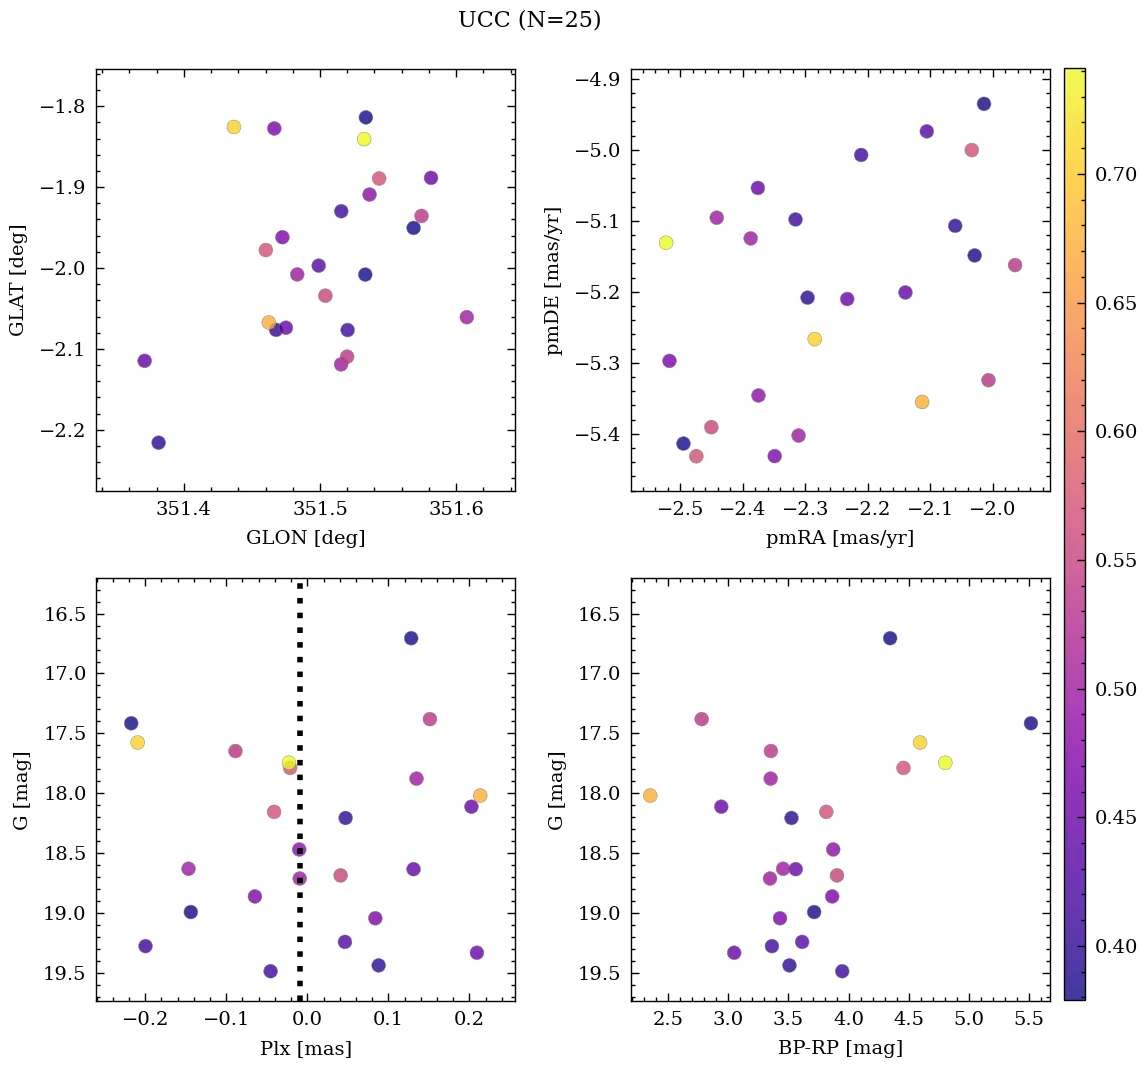 UCC (N=25)
−1.8
−1.9
−2.0
−2.1
−2.2
GLAT [deg]
351.4 351.5 351.6
GLON [deg]
−4.9
−5.0
−5.1
−5.2
−5.3
−5.4
pmDE [mas/yr]
−2.5 −2.4 −2.3 −2.2 −2.1 −2.0
pmRA [mas/yr]
16.5
17.0
17.5
18.0
18.5
19.0
19.5
G [mag]
−0.2 −0.1 0.0 0.1 0.2
Plx [mas]
16.5
17.0
17.5
18.0
18.5
19.0
19.5
G [mag]
2.5 3.0 3.5 4.0 4.5 5.0 5.5
BP-RP [mag]
0.70
0.65
0.60
0.55
0.50
0.45
0.40